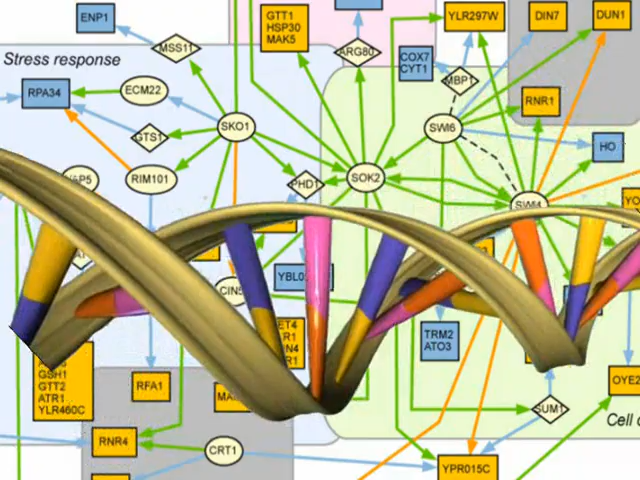 ENP1
GTT1
HSP30
MAK5
YLR297W
DIN7
DUN1
MSS11
ARG80
COX7
CYT1
MBP1
Stress response
RPA34
ECM22
RNR1
GTS1
SKO1
SWI6
HO
RIM101
PHD1
SOK2
SWI4
YBL0
CIN5
TRM2
ATO3
GSH1
GTT2
ATR1
YLR460C
RFA1
OYE2
SUM1
Cell
RNR4
CRT1
YPR015C